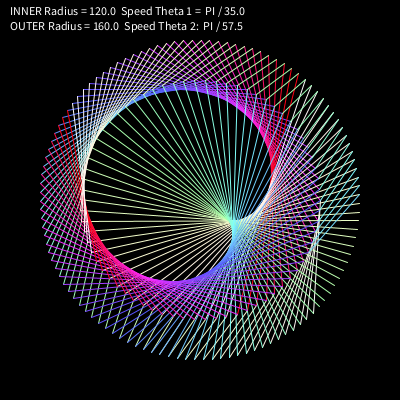 INNER Radius = 120.0  Speed Theta 1 =  PI / 35.0
OUTER Radius = 160.0  Speed Theta 2:  PI / 57.5